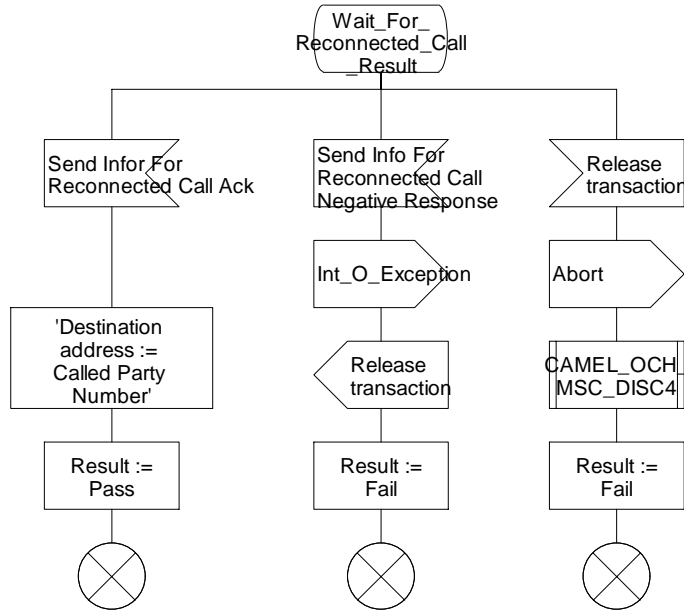 Wait_For_
Reconnected_Call
_Result
Send Infor For
Reconnected Call Ack
Send Info For
Reconnected Call
Negative Response
Release
transaction
Int_O_Exception
Abort
'Destination
address :=
Called Party
Number'
Release
transaction
CAMEL_OCH_
MSC_DISC4
Result :=
Pass
Result :=
Fail
Result :=
Fail